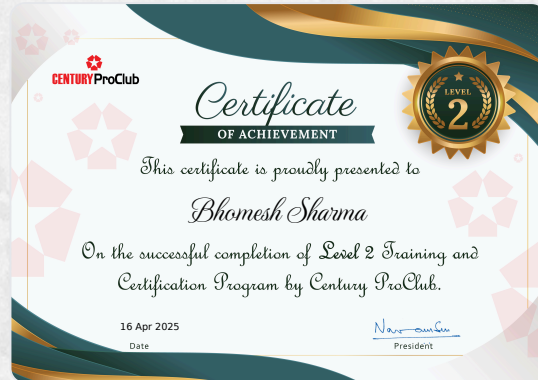 CENTURY ProClub
Certificate
OF ACHIEVEMENT
LEVEL
2
This certificate is proudly presented to
Bhomesh Sharma
On the successful completion of Level 2 Training and
Certification Program by Century ProClub.
16 Apr 2025
Date
President